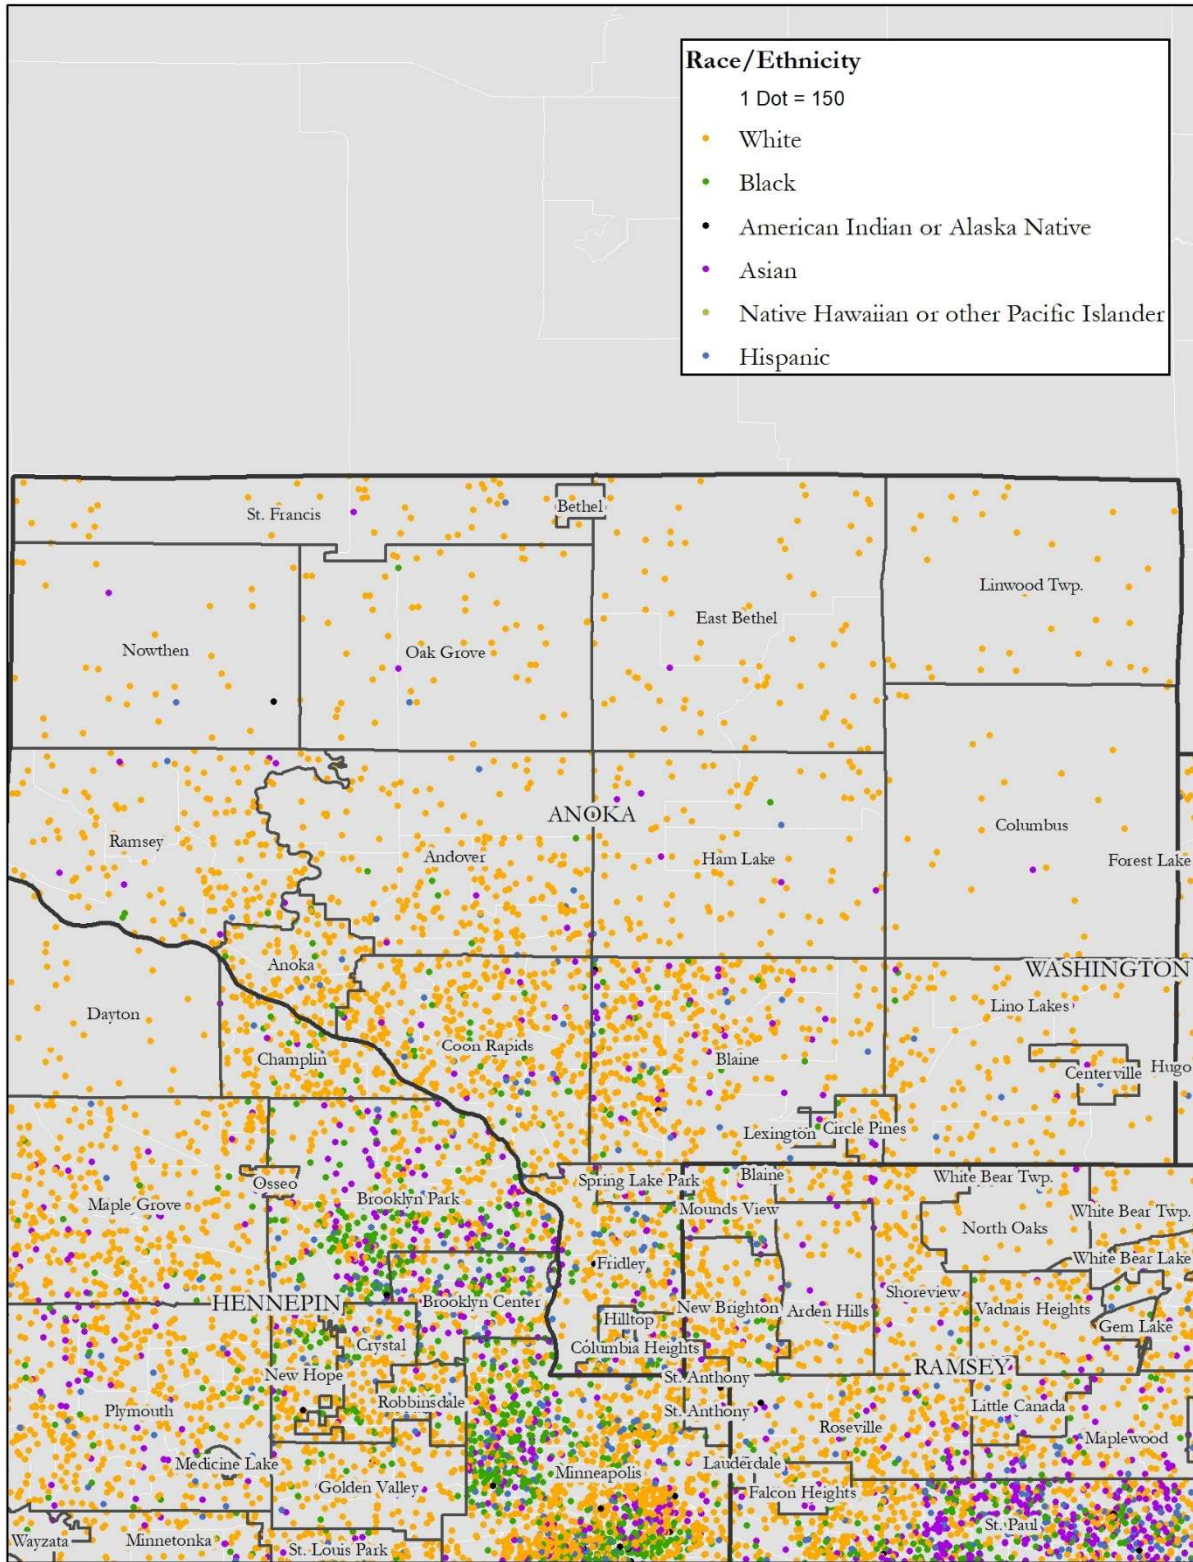 Race/Ethnicity
1 Dot = 150
White
Black
American Indian or Alaska Native
Asian
Native Hawaiian or other Pacific Islander
Hispanic
St. Francis
Bethel
Linwood Twp.
East Bethel
Nowthen
Oak Grove
ANOKA
Ramsey
Andover
Ham Lake
Columbus
Forest Lake
Anoka
WASHINGTON
Dayton
Lino Lakes
Champlin
Coon Rapids
Blaine
Centerville
Hugo
Lexington
Circle Pines
Osseo
Spring Lake Park
Blaine
White Bear Twp.
Maple Grove
Brooklyn Park
Mounds View
North Oaks
White Bear Twp.
Fridley
White Bear Lake
HENNEPIN
Brooklyn Center
Hilltop
New Brighton
Arden Hills
Shoreview
Vadnais Heights
Gem Lake
Crystal
Columbia Heights
New Hope
St. Anthony
RAMSEY
Plymouth
Robbinsdale
St. Anthony
Roseville
Little Canada
Maplewood
Medicine Lake
Golden Valley
Minneapolis
Lauderdale
Falcon Heights
Wayzata
Minnetonka
St. Louis Park
St. Paul